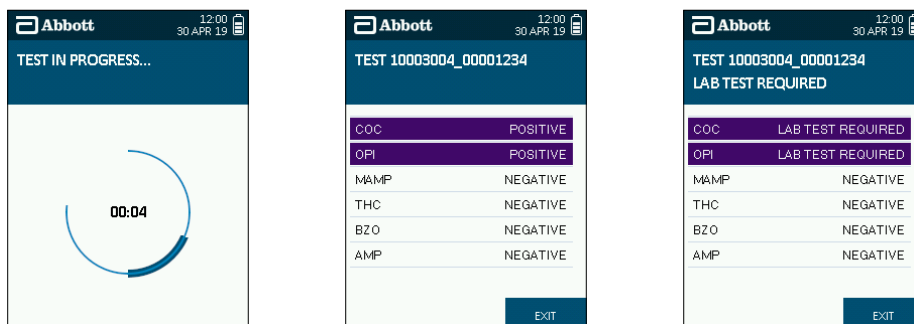 Abbott
12:00
30 APR 19
TEST IN PROGRESS...
00:04
Abbott
12:00
30 APR 19
TEST 10003004_00001234
COC POSITIVE
OPI POSITIVE
MAMP NEGATIVE
THC NEGATIVE
BZO NEGATIVE
AMP NEGATIVE
EXIT
Abbott
12:00
30 APR 19
TEST 10003004_00001234
LAB TEST REQUIRED
COC LAB TEST REQUIRED
OPI LAB TEST REQUIRED
MAMP NEGATIVE
THC NEGATIVE
BZO NEGATIVE
AMP NEGATIVE
EXIT